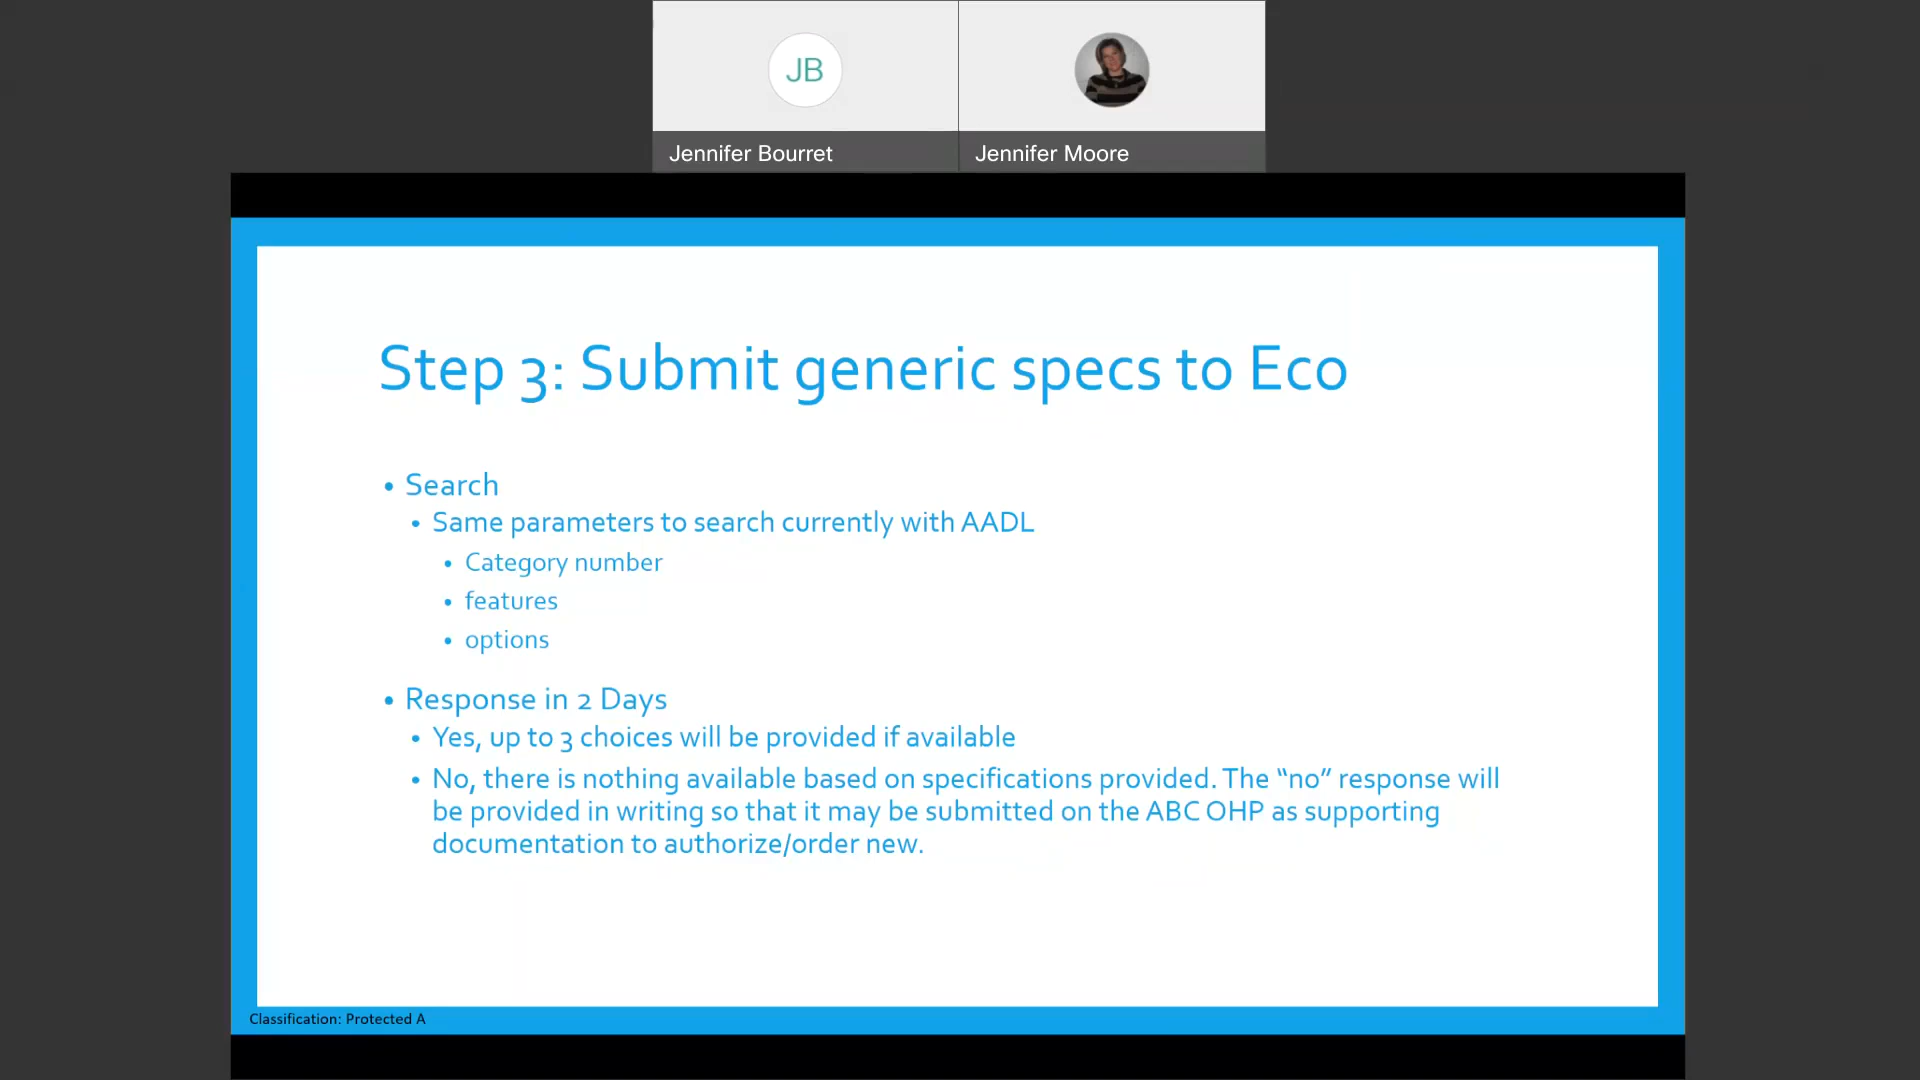 JB
Jennifer Bourret
Jennifer Moore
Step 3: Submit generic specs to Eco
• Search
• Same parameters to search currently with AADL
• Category number
• features
• options
• Response in 2 Days
• Yes, up to 3 choices will be provided if available
• No, there is nothing available based on specifications provided. The “no” response will
be provided in writing so that it may be submitted on the ABC OHP as supporting
documentation to authorize/order new.
Classification: Protected A